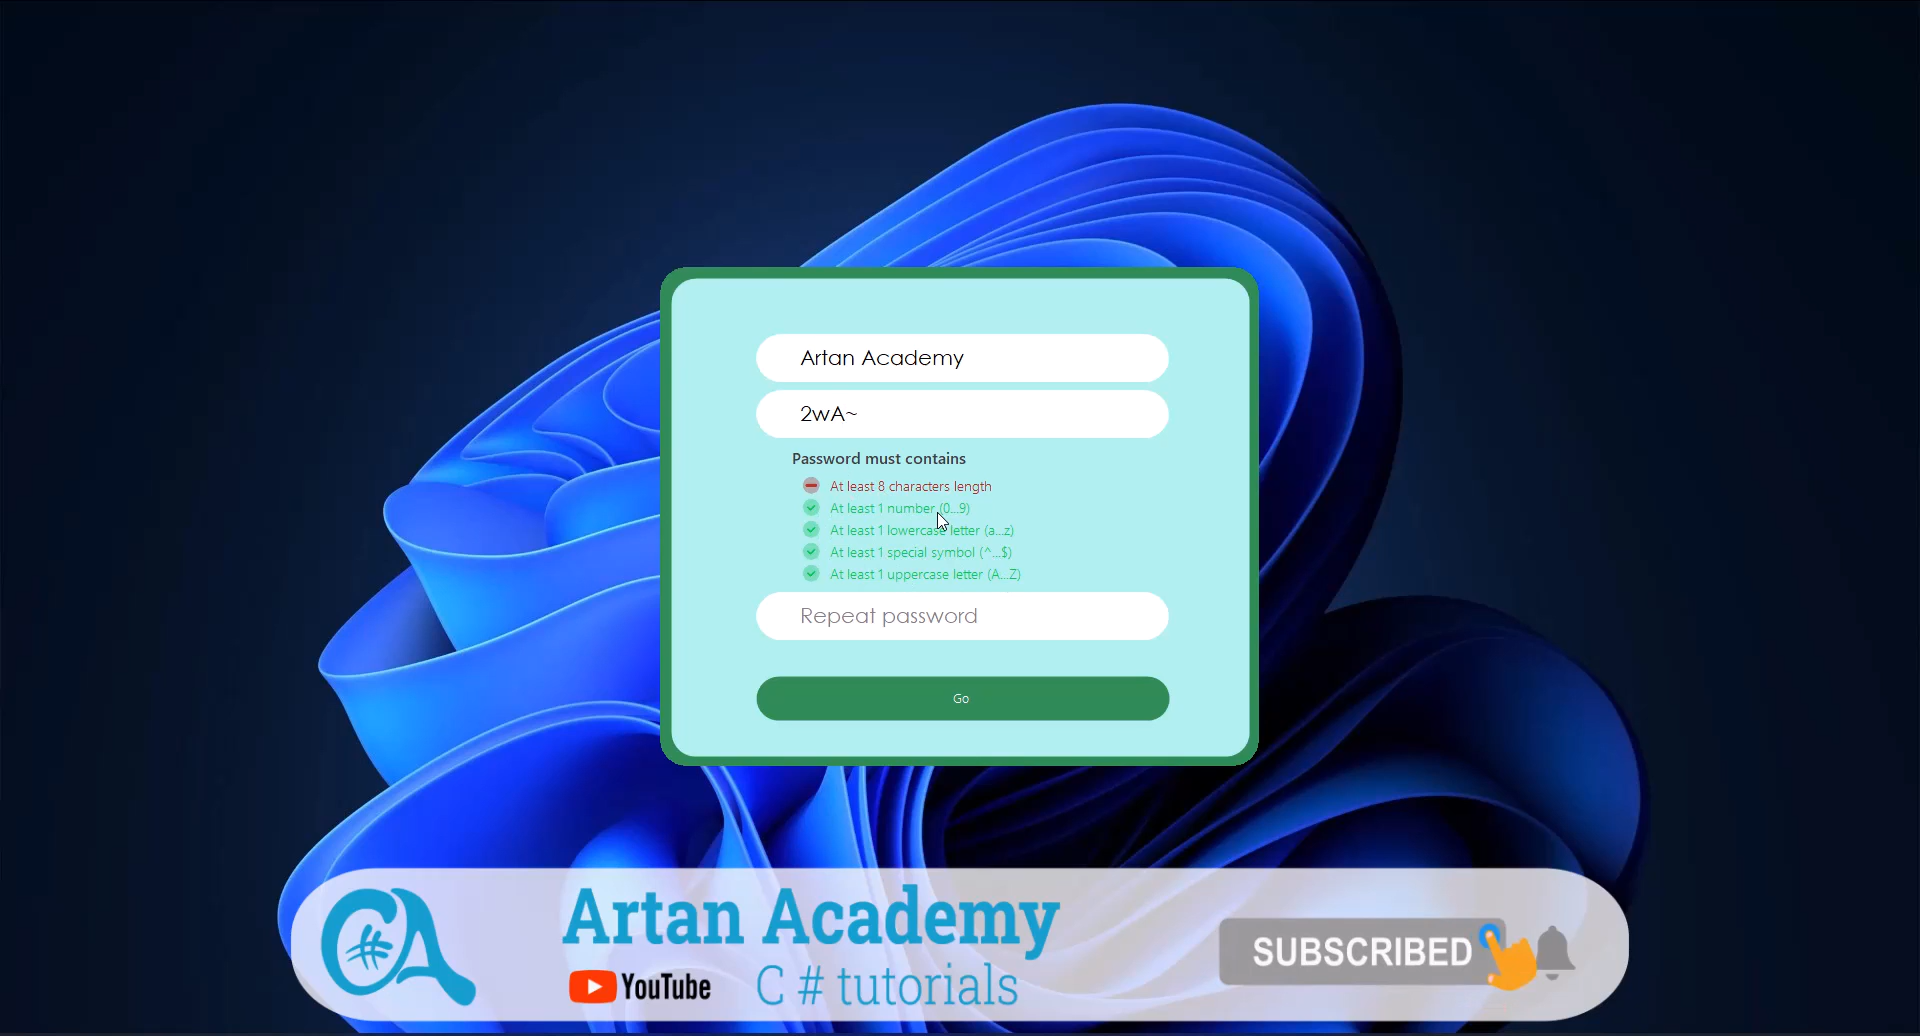 Artan Academy
2wA~
Password must contains
At least 8 characters length
At least 1 number (0...9)
At least 1 lowercase letter (a...z)
At least 1 special symbol (^...$)
At least 1 uppercase letter (A...Z)
Repeat password
Go
Artan Academy
YouTube C # tutorials
SUBSCRIBED